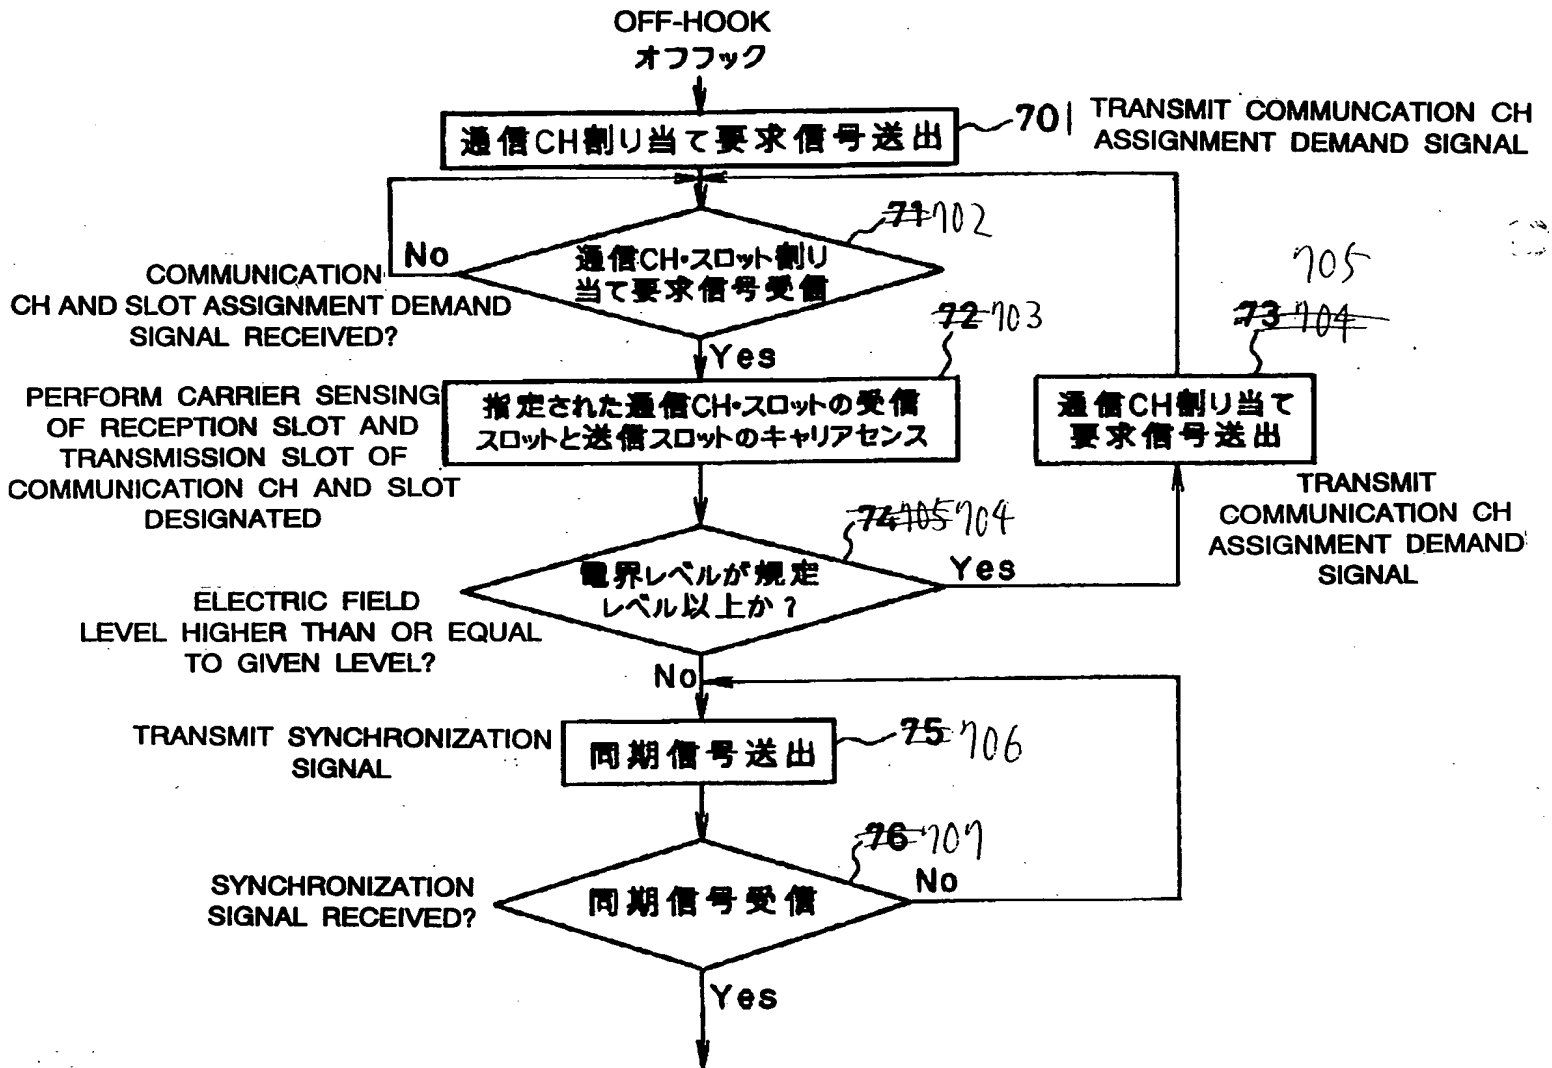 OFF-HOOK
オフフック
通信CH割り当て要求信号送出
701
TRANSMIT COMMUNCATION CH
ASSIGNMENT DEMAND SIGNAL
71 702
No
通信CH・スロット割り
当て要求信号受信
COMMUNICATION
CH AND SLOT ASSIGNMENT DEMAND
SIGNAL RECEIVED?
Yes
72 703
705
73 704
PERFORM CARRIER SENSING
OF RECEPTION SLOT AND
TRANSMISSION SLOT OF
COMMUNICATION CH AND SLOT
DESIGNATED
指定された通信CH・スロットの受信
スロットと送信スロットのキャリアセンス
通信CH割り当て
要求信号送出
TRANSMIT
COMMUNICATION CH
ASSIGNMENT DEMAND
SIGNAL
74 705 704
電界レベルが規定
レベル以上か?
Yes
ELECTRIC FIELD
LEVEL HIGHER THAN OR EQUAL
TO GIVEN LEVEL?
No
TRANSMIT SYNCHRONIZATION
SIGNAL
同期信号送出
75 706
76 707
SYNCHRONIZATION
SIGNAL RECEIVED?
同期信号受信
No
Yes